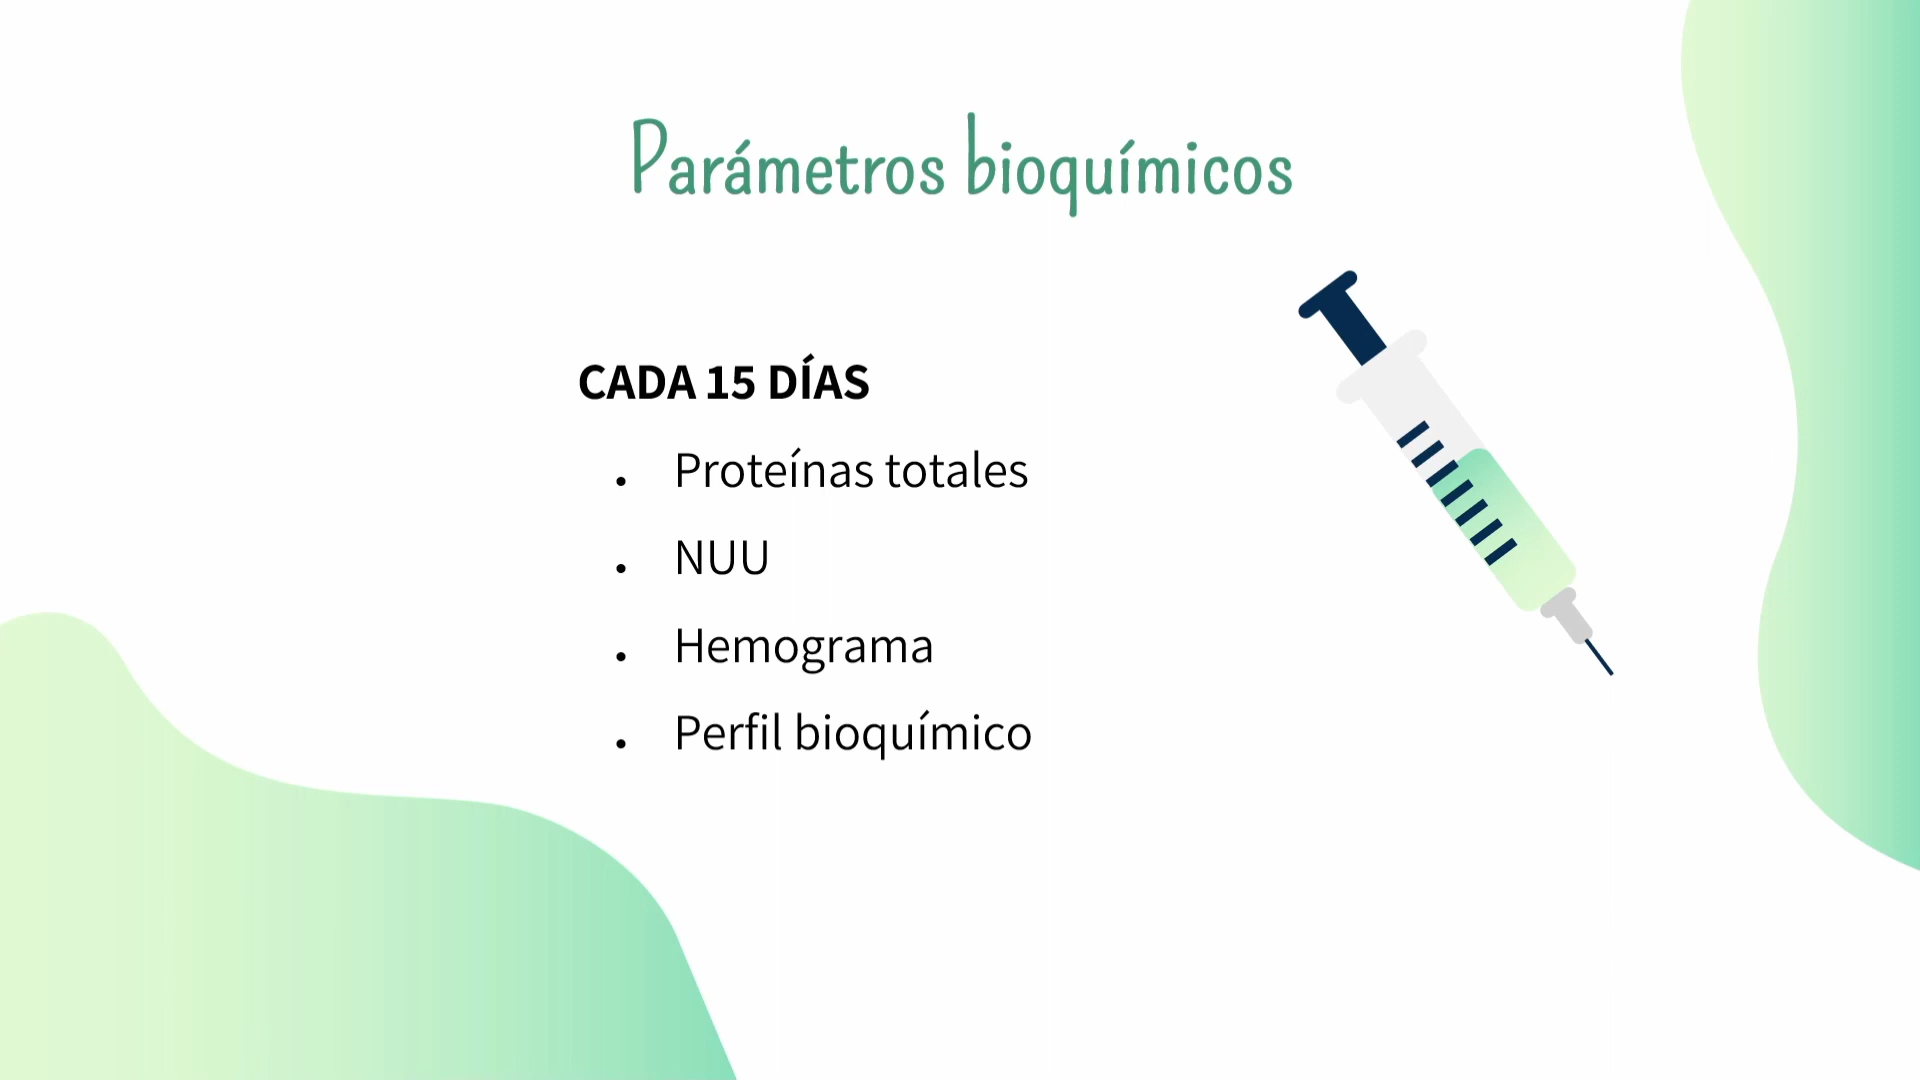 Parámetros bioquímicos
CADA 15 DÍAS
. Proteínas totales
. NUU
. Hemograma
. Perfil bioquímico